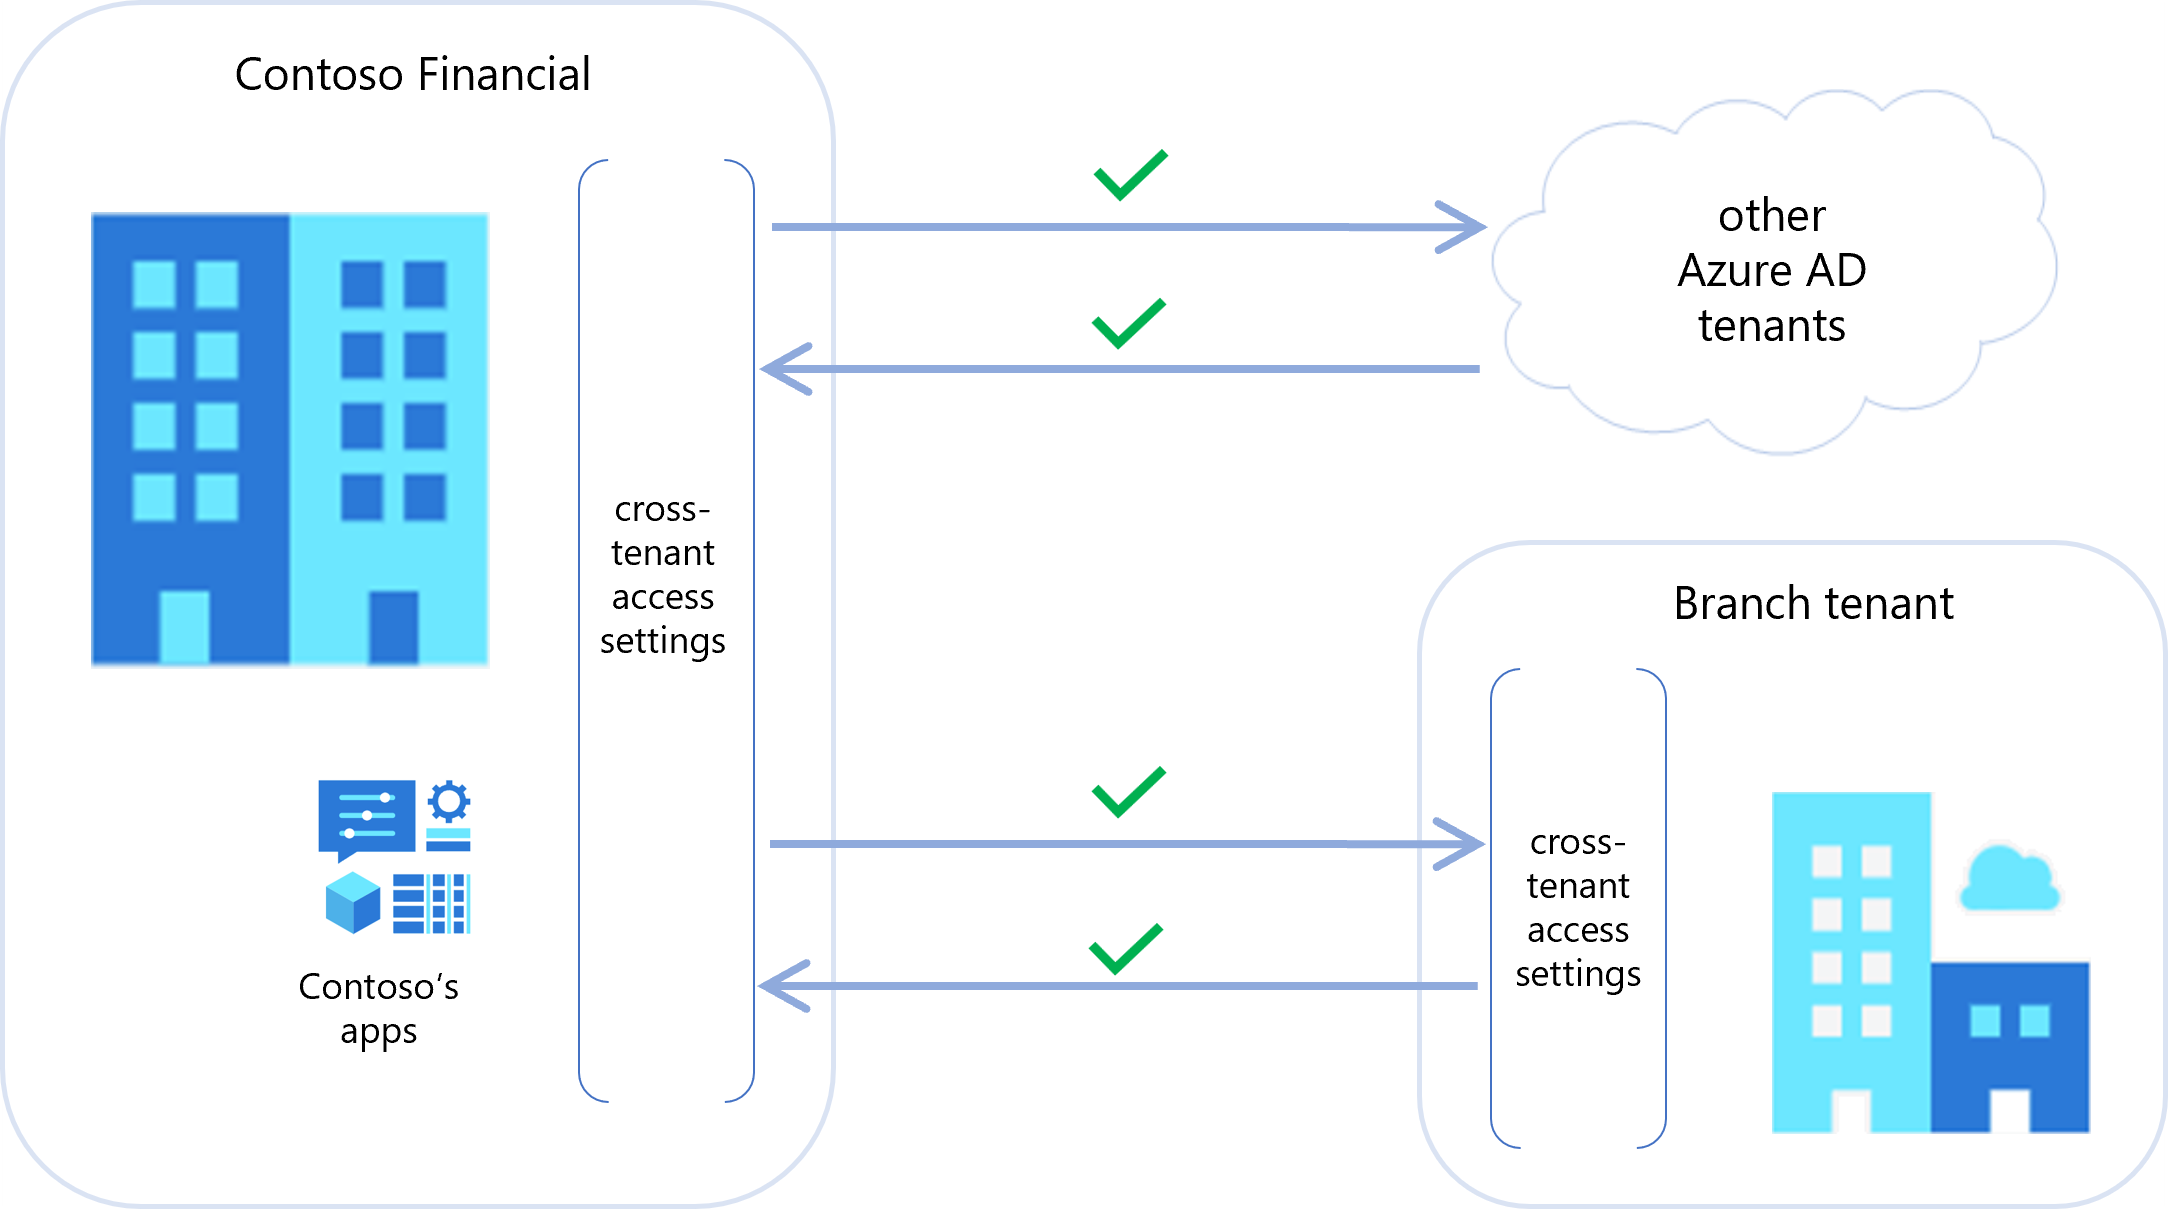 Contoso Financial
other
Azure AD
tenants
cross-
tenant
access
settings
Contoso's
apps
Branch tenant
cross-
tenant
access
settings